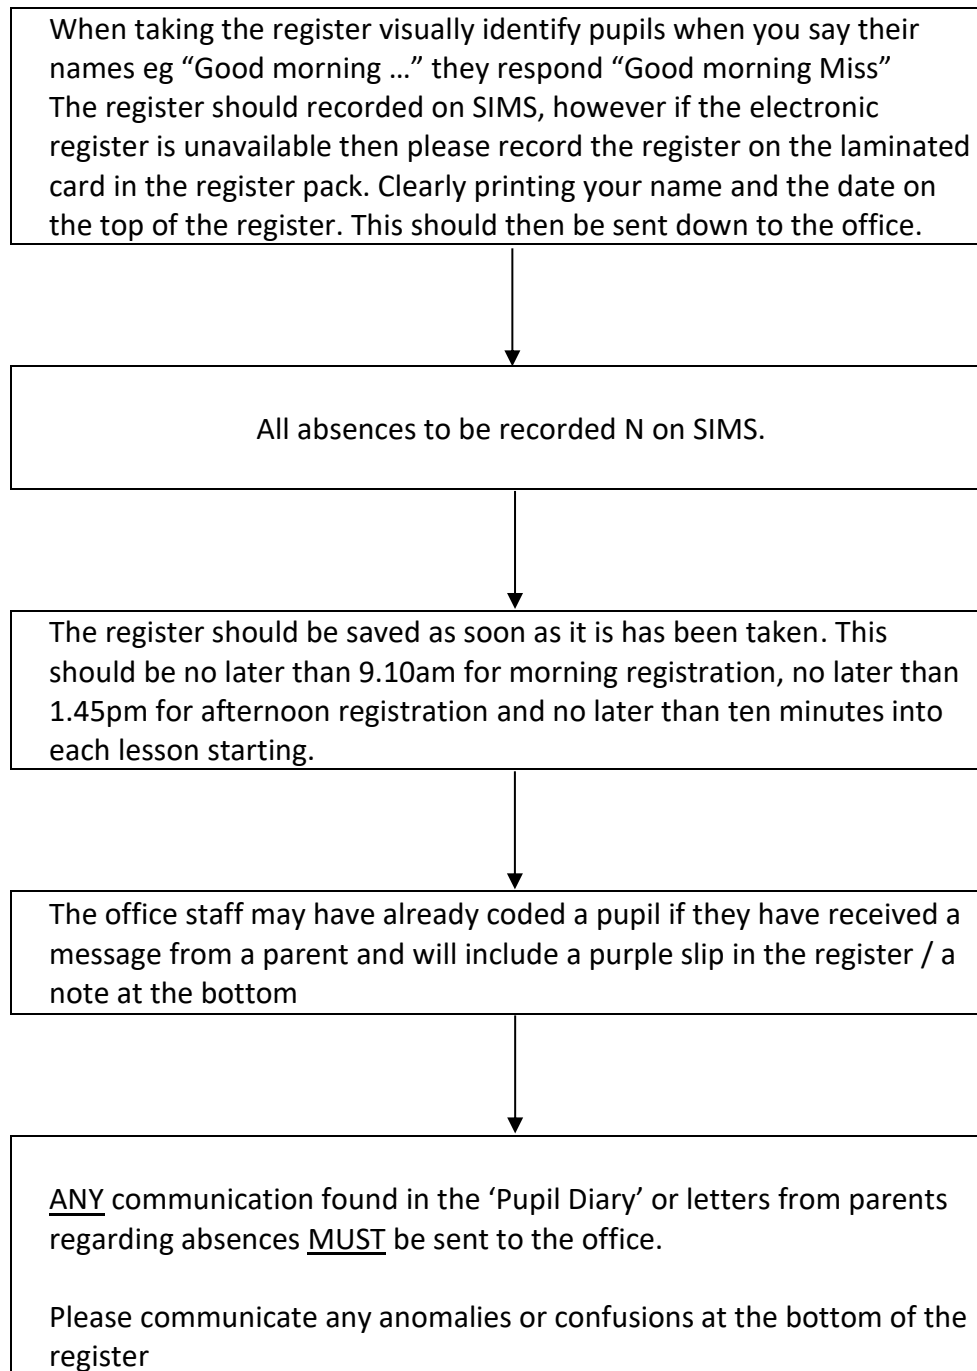 When taking the register visually identify pupils when you say their
names eg “Good morning …” they respond “Good morning Miss”
The register should recorded on SIMS, however if the electronic
register is unavailable then please record the register on the laminated
card in the register pack. Clearly printing your name and the date on
the top of the register. This should then be sent down to the office.
All absences to be recorded N on SIMS.
The register should be saved as soon as it is has been taken. This
should be no later than 9.10am for morning registration, no later than
1.45pm for afternoon registration and no later than ten minutes into
each lesson starting.
The office staff may have already coded a pupil if they have received a
message from a parent and will include a purple slip in the register / a
note at the bottom
ANY communication found in the ‘Pupil Diary’ or letters from parents
regarding absences MUST be sent to the office.
Please communicate any anomalies or confusions at the bottom of the
register